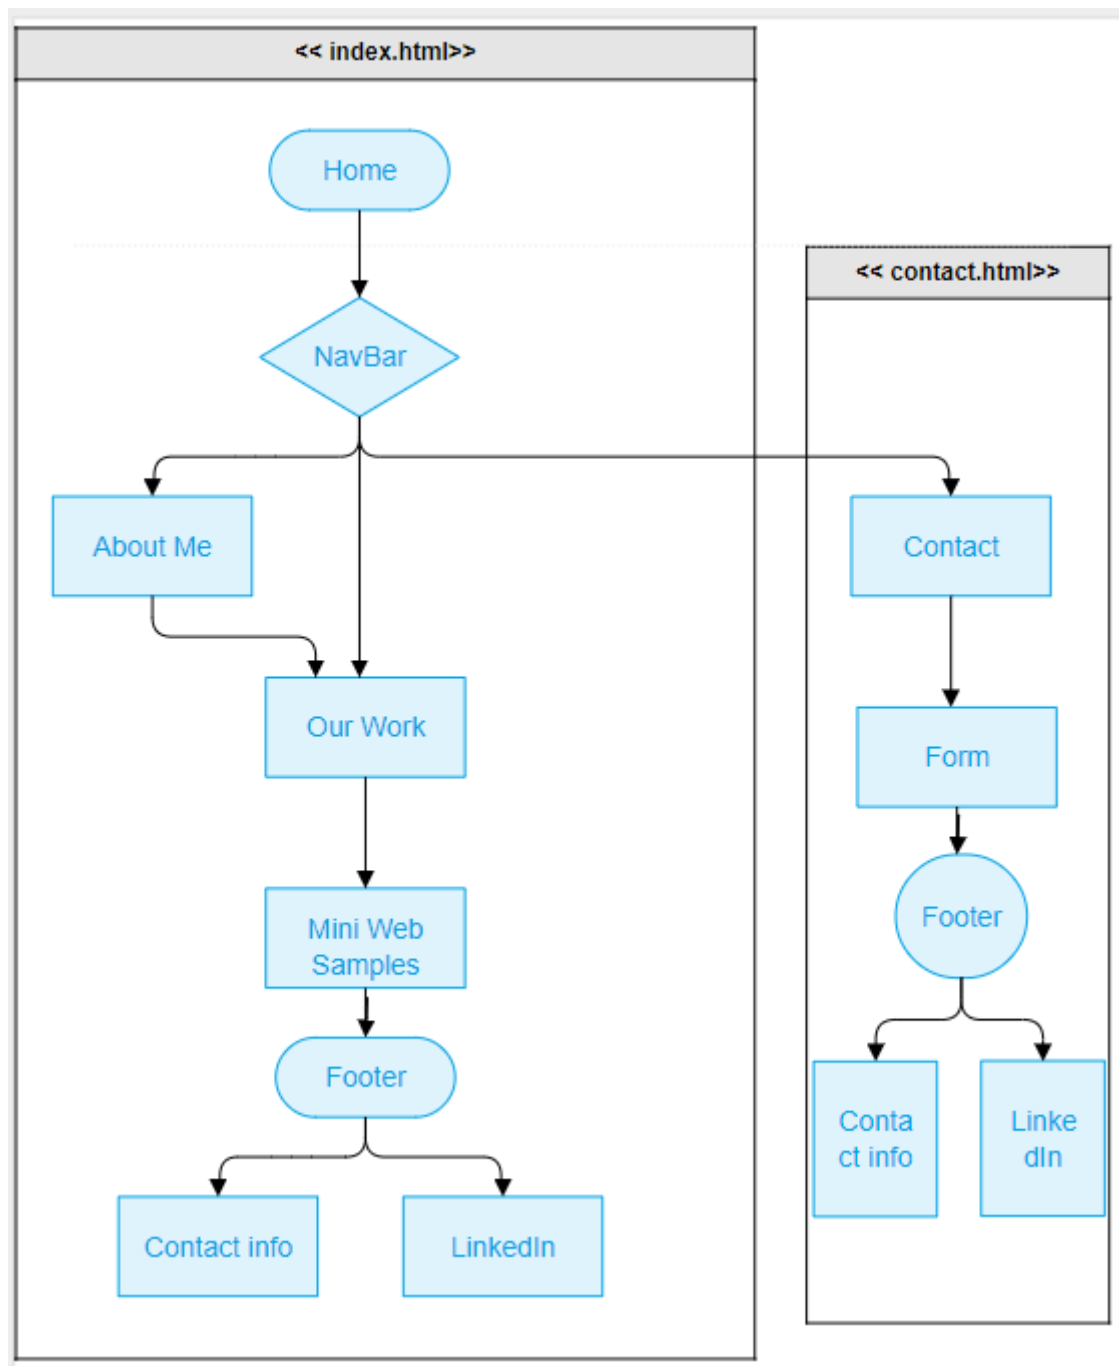 << index.html>>
Home
NavBar
About Me
Our Work
Mini Web
Samples
Footer
Contact info
LinkedIn
<< contact.html>>
Contact
Form
Footer
Conta
ct info
Linke
dIn